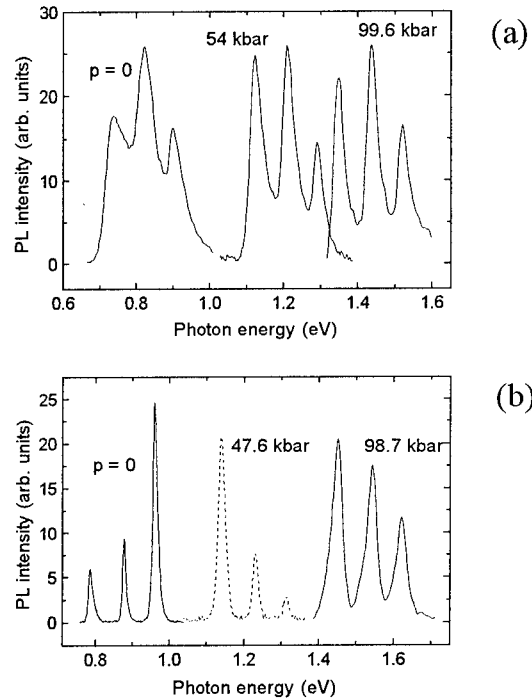 (a)
54 kbar
99.6 kbar
p = 0
PL intensity (arb. units)
30
20
10
0
0.6 0.8 1.0 1.2 1.4 1.6
Photon energy (eV)
(b)
47.6 kbar
98.7 kbar
p = 0
PL intensity (arb. units)
25
20
15
10
5
0
0.8 1.0 1.2 1.4 1.6
Photon energy (eV)